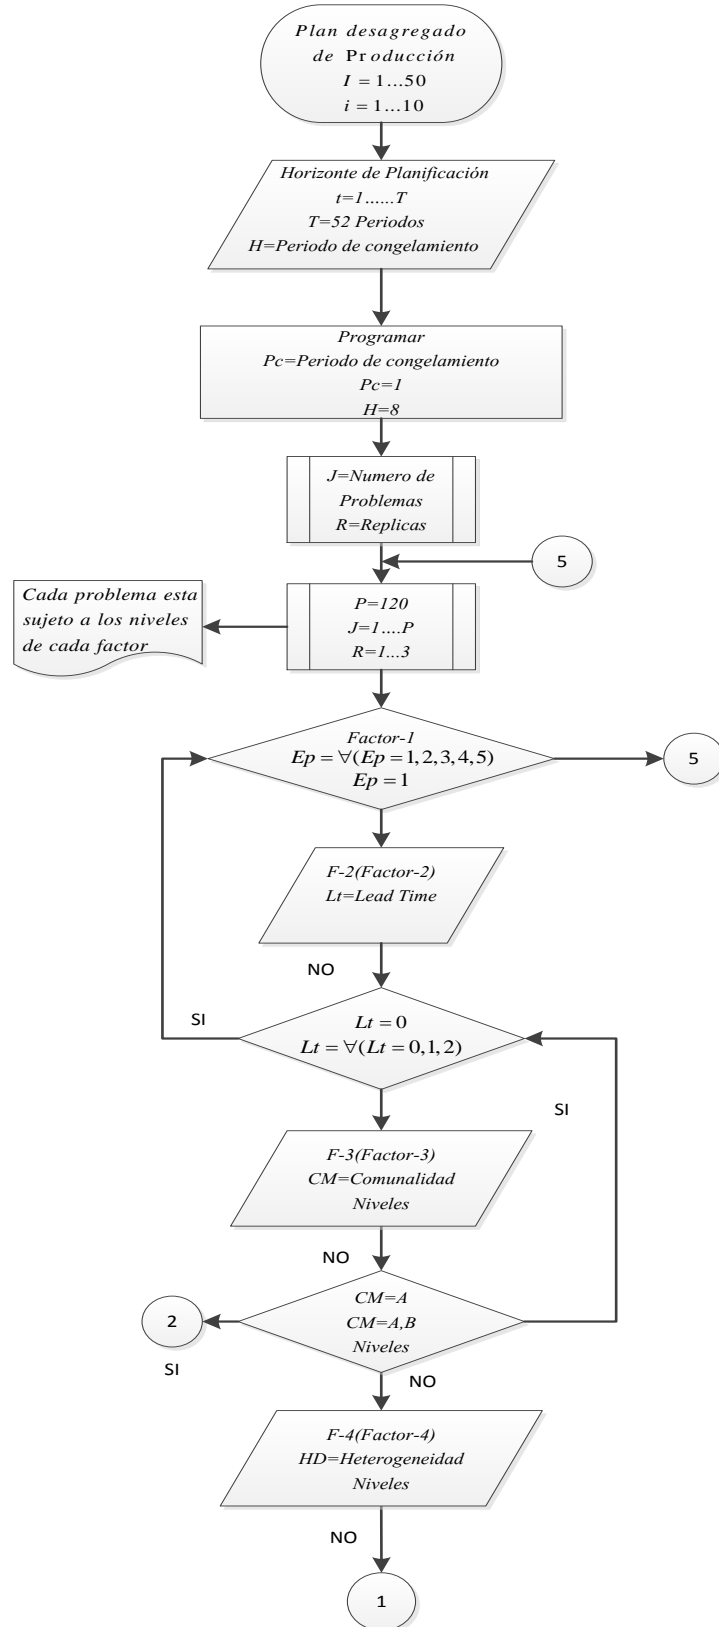 Plan desagregado
de Producción
I = 1...50
i = 1...10
Horizonte de Planificación
t=1......T
T=52 Periodos
H=Periodo de congelamiento
Programar
Pc=Periodo de congelamiento
Pc=1
H=8
J=Numero de
Problemas
R=Replicas
5
Cada problema esta
sujeto a los niveles
de cada factor
P=120
J=1....P
R=1...3
Factor-1
Ep = ∀(Ep = 1,2,3,4,5)
Ep = 1
5
F-2(Factor-2)
Lt=Lead Time
NO
SI
Lt = 0
Lt = ∀(Lt = 0,1,2)
SI
F-3(Factor-3)
CM=Comunalidad
Niveles
NO
CM=A
CM=A,B
Niveles
2
SI
NO
F-4(Factor-4)
HD=Heterogeneidad
Niveles
NO
1